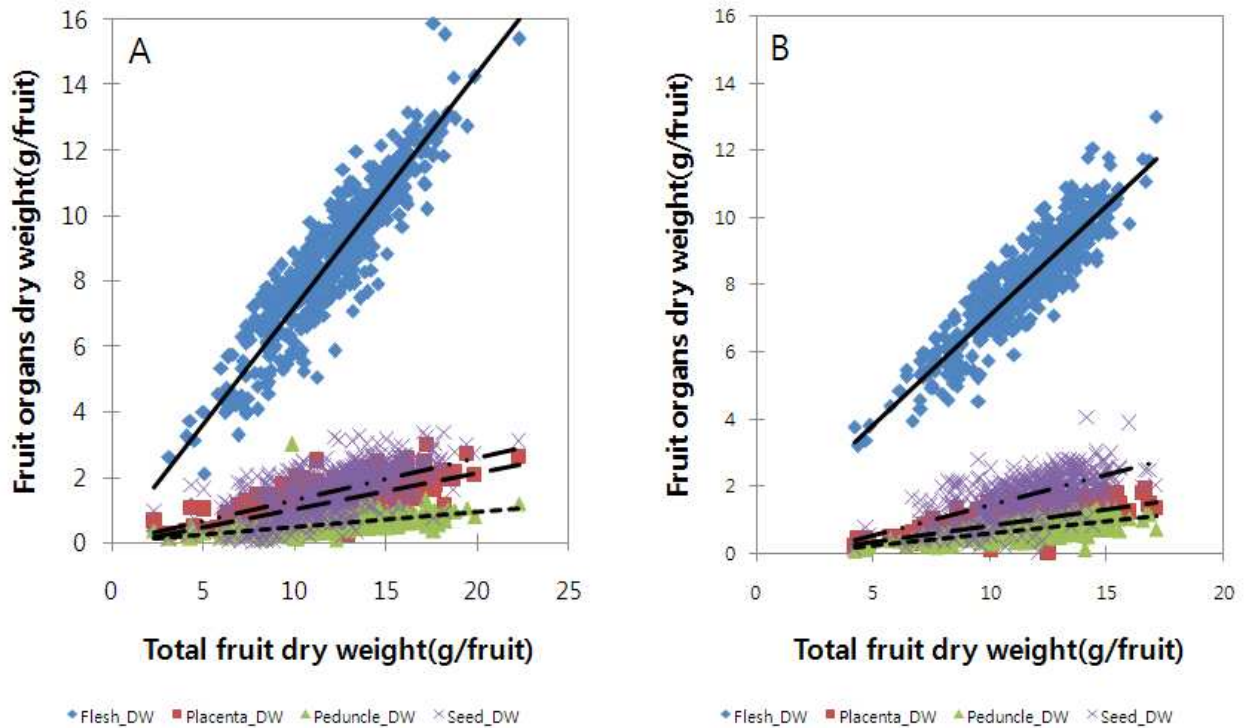 A
Fruit organs dry weight(g/fruit)
16
14
12
10
8
6
4
2
0
0 5 10 15 20 25
Total fruit dry weight(g/fruit)
Flesh_DW Placenta_DW Peduncle_DW Seed_DW
B
Fruit organs dry weight(g/fruit)
16
14
12
10
8
6
4
2
0
0 5 10 15 20
Total fruit dry weight(g/fruit)
Flesh_DW Placenta_DW Peduncle_DW Seed_DW